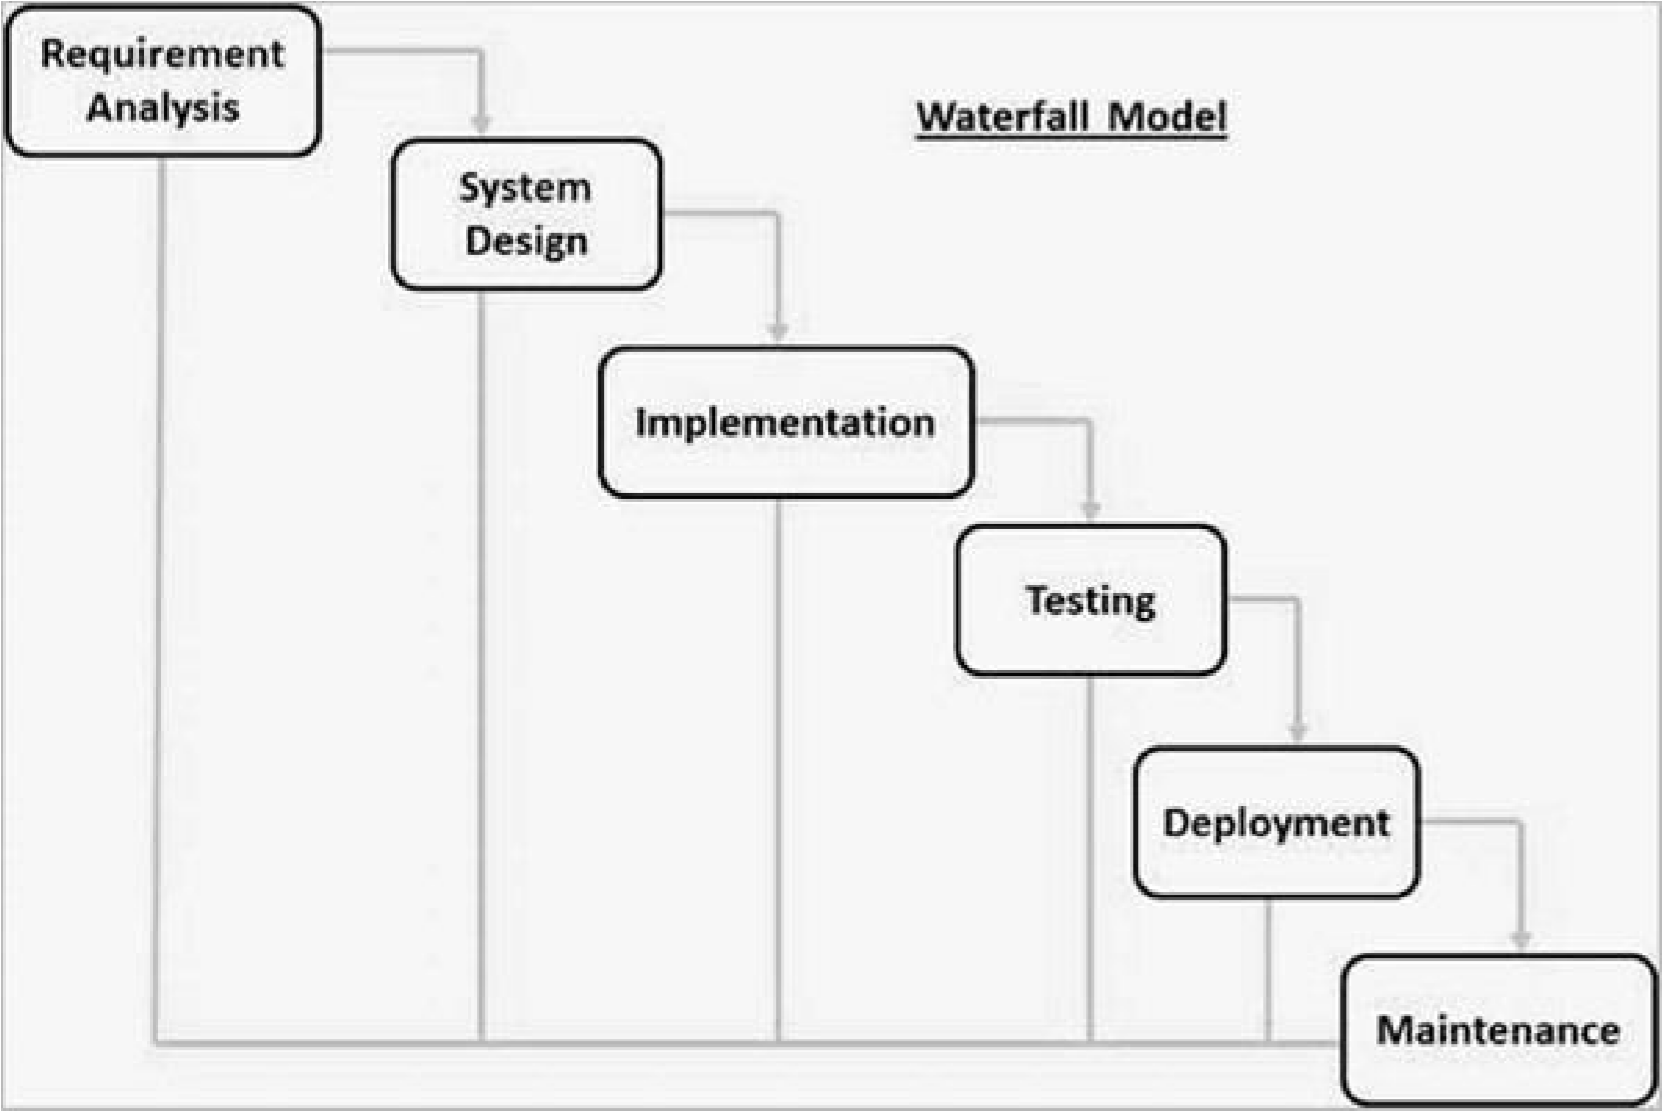 Requirement
Analysis
Waterfall Model
System
Design
Implementation
Testing
Deployment
Maintenance